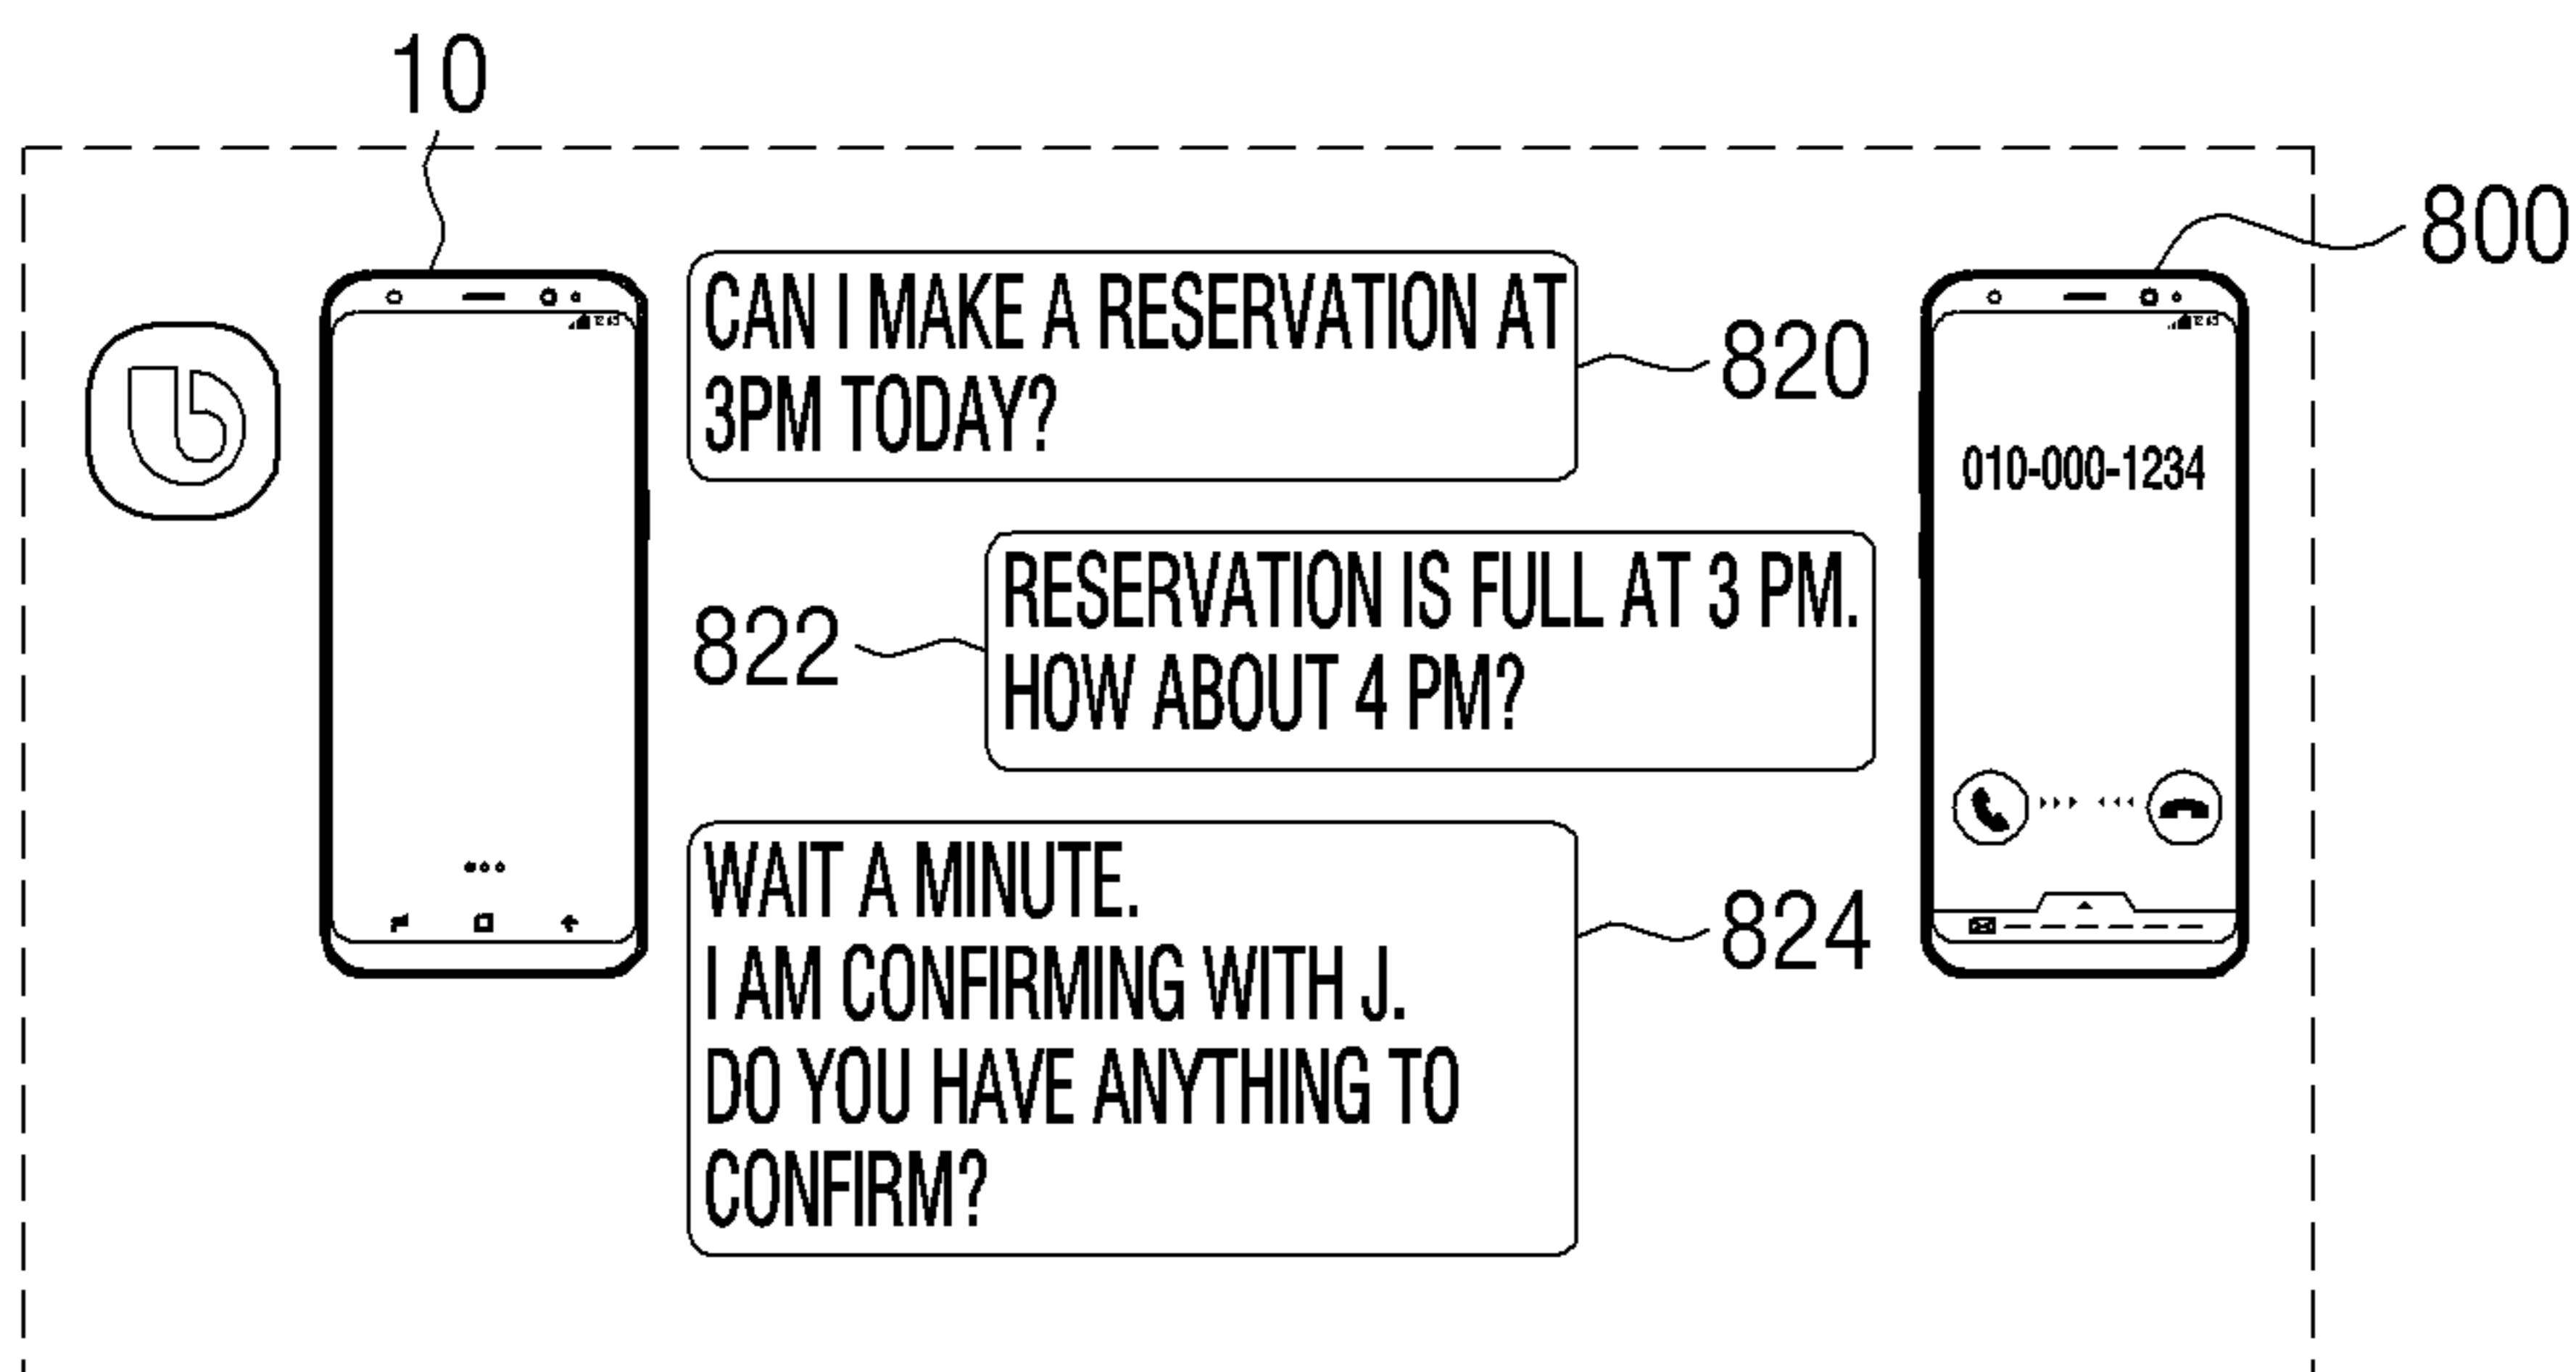 10
800
CAN I MAKE A RESERVATION AT
3PM TODAY?
820
010-000-1234
822
RESERVATION IS FULL AT 3 PM.
HOW ABOUT 4 PM?
WAIT A MINUTE.
I AM CONFIRMING WITH J.
DO YOU HAVE ANYTHING TO
CONFIRM?
824